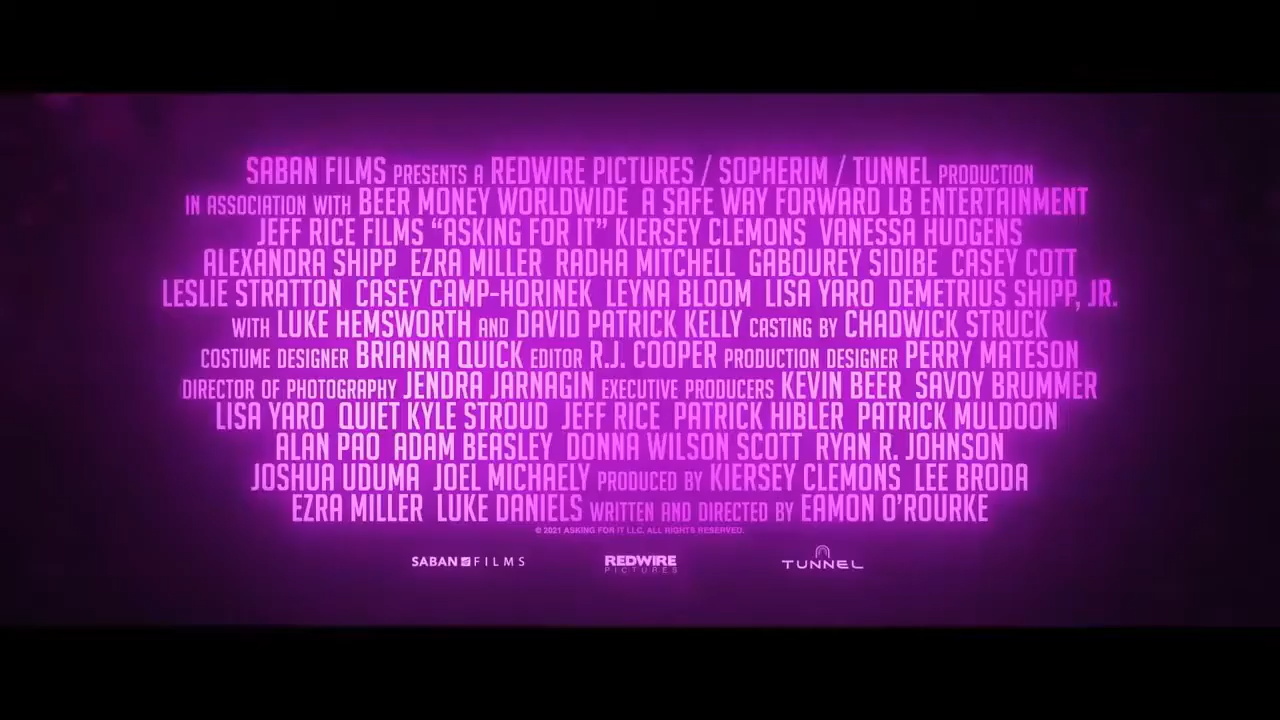 SABAN FILMS PRESENTS A REDWIRE PICTURES / SOPHERIM / TUNNEL PRODUCTION
IN ASSOCIATION WITH BEER MONEY WORLDWIDE A SAFE WAY FORWARD LB ENTERTAINMENT
JEFF RICE FILMS “ASKING FOR IT” KIERSEY CLEMONS VANESSA HUDGENS
ALEXANDRA SHIPP EZRA MILLER RADHA MITCHELL GABOUREY SIDIBE CASEY COTT
LESLIE STRATTON CASEY CAMP-HORINEK LEYNA BLOOM LISA YARO DEMETRIUS SHIPP, JR.
WITH LUKE HEMSWORTH AND DAVID PATRICK KELLY CASTING BY CHADWICK STRUCK
COSTUME DESIGNER BRIANNA QUICK EDITOR R.J. COOPER PRODUCTION DESIGNER PERRY MATESON
DIRECTOR OF PHOTOGRAPHY JENDRA JARNAGIN EXECUTIVE PRODUCERS KEVIN BEER SAVOY BRUMMER
LISA YARO QUIET KYLE STROUD JEFF RICE PATRICK HIBLER PATRICK MULDOON
ALAN PAO ADAM BEASLEY DONNA WILSON SCOTT RYAN R. JOHNSON
JOSHUA UDUMA JOEL MICHAELY PRODUCED BY KIERSEY CLEMONS LEE BRODA
EZRA MILLER LUKE DANIELS WRITTEN AND DIRECTED BY EAMON O’ROURKE
© 2021 ASKING FOR IT LLC. ALL RIGHTS RESERVED.
SABAN FILMS
REDWIRE
PICTURES
TUNNEL